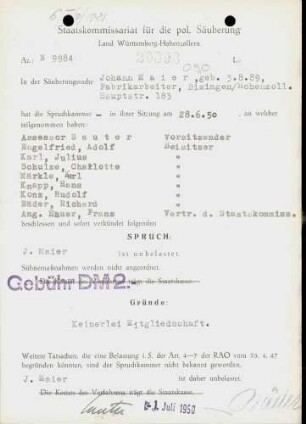 Staatskommissariat für die pol. Säuberung
Land Württemberg-Hohenzollern
Az.: N 9984
In der Säuberungssache Johann Maier, geb. 3.8.89,
Fabrikarbeiter, Bisingen/Hohenzoll.
Hauptstr. 183
hat die Spruchkammer — in ihrer Sitzung am 28.6.50 , an welcher
teilgenommen haben:
Assessor Sauter Vorsitzender
Engelfried, Adolf Beisitzer
Karl, Julius "
Schulze, Charlotte "
Märkle, Karl "
Knapp, Hans "
Konz, Rudolf "
Bäder, Richard "
Ang. Bauer, Franz Vertr. d. Staatskommiss.
beschlossen und sofort verkündet folgenden
SPRUCH:
J. Maier
ist unbelastet.
Sühnemaßnahmen werden nicht angeordnet.
Gebühr DM 2.-
Gründe:
Keinerlei Mitgliedschaft.
Weitere Tatsachen, die eine Belastung i. S. der Art. 4—7 der RAO vom 25. 4. 47
begründen könnten, sind der Spruchkammer nicht bekannt geworden.
J. Maier ist daher unbelastet.
Die Kosten des Verfahrens trägt die Staatskasse.
1. Juli 1950